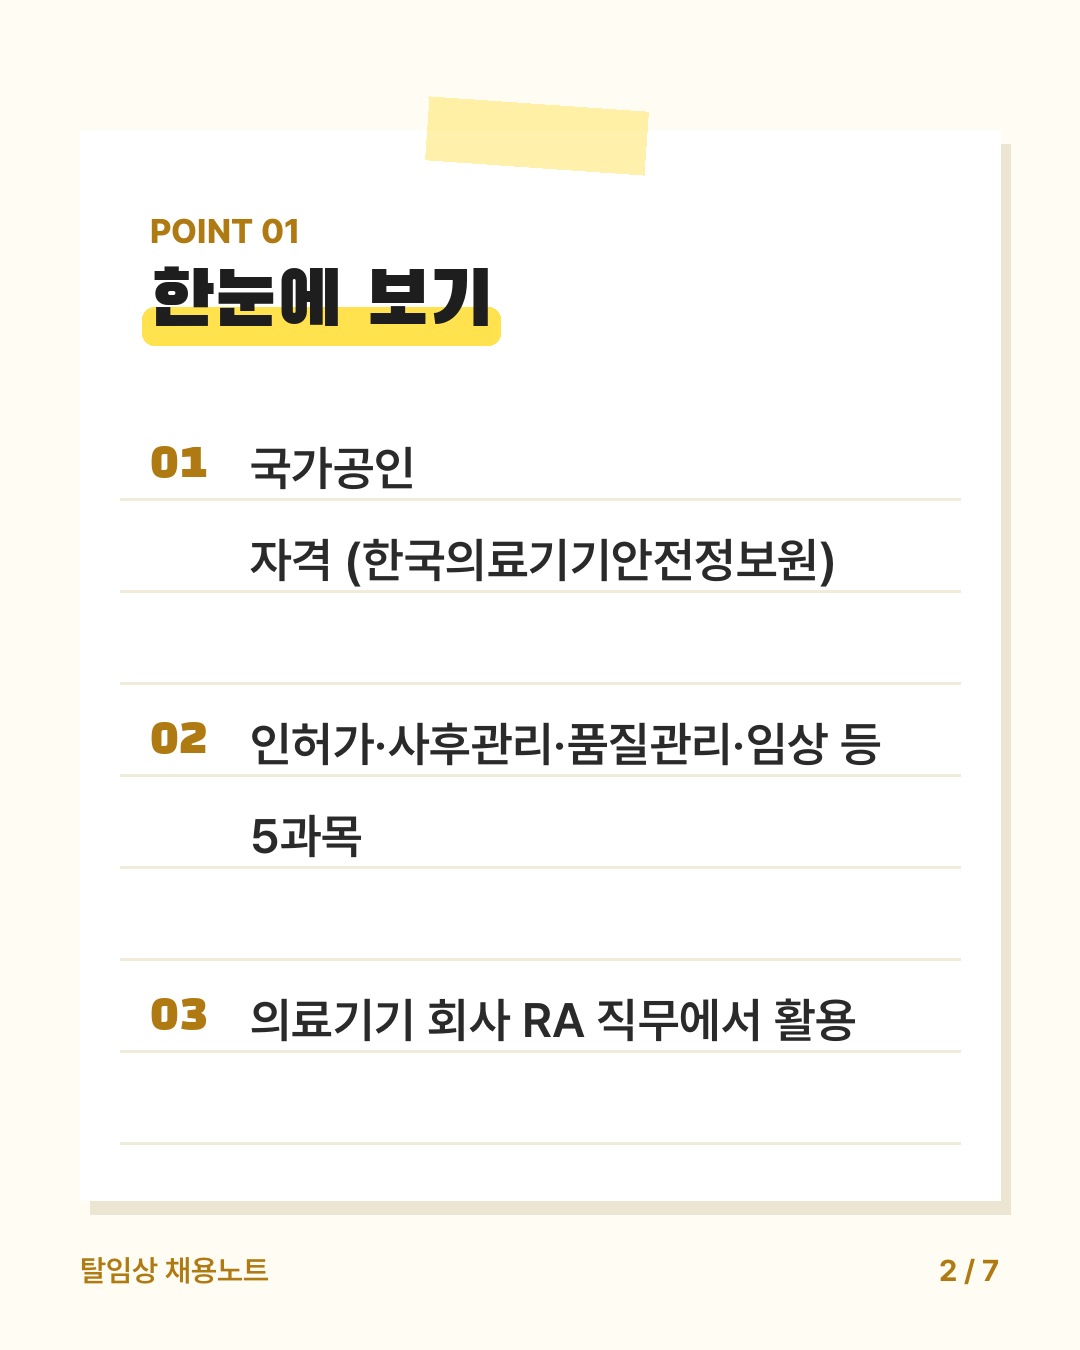 POINT 01
한눈에 보기
01 국가공인
자격 (한국의료기기안전정보원)
02 인허가·사후관리·품질관리·임상 등
5과목
03 의료기기 회사 RA 직무에서 활용
탈임상 채용노트
2 / 7